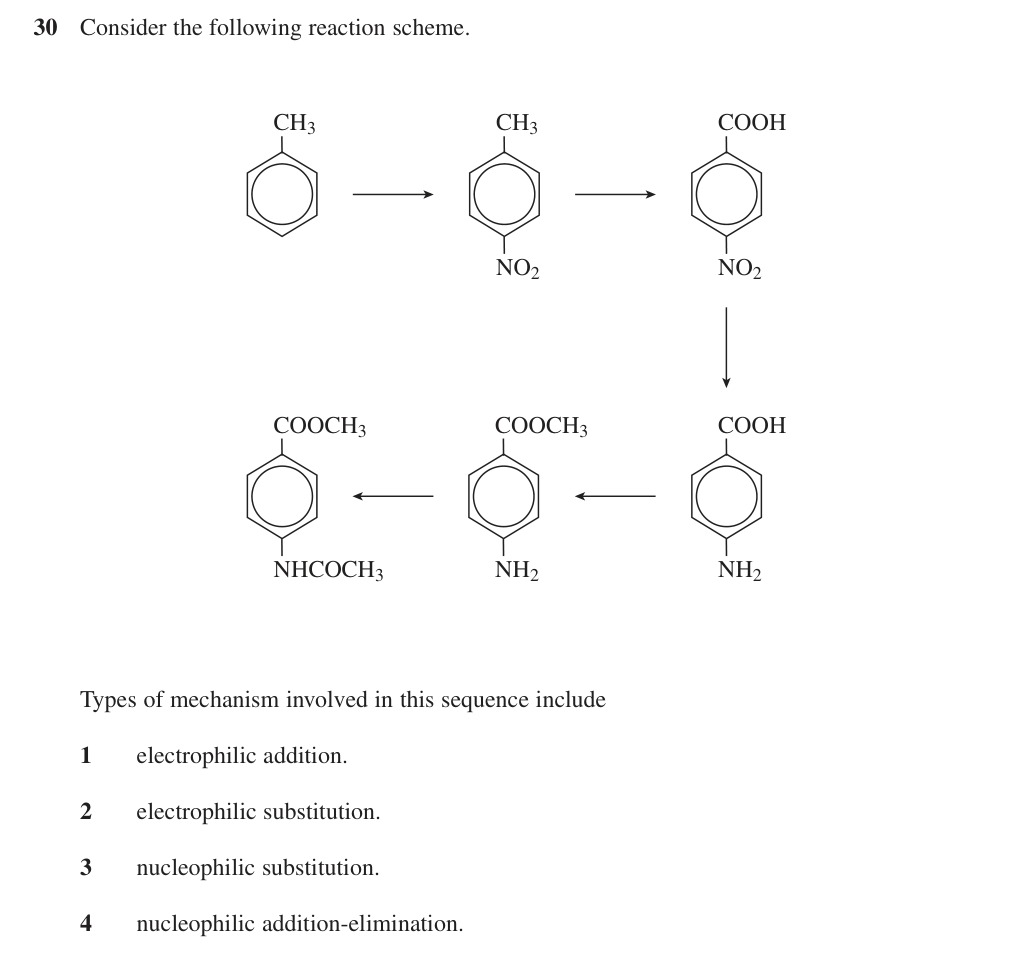 30 Consider the following reaction scheme.
CH3 CH3 COOH
NO2 NO2
COOCH3 COOCH3 COOH
NHCOCH3 NH2 NH2
Types of mechanism involved in this sequence include
1 electrophilic addition.
2 electrophilic substitution.
3 nucleophilic substitution.
4 nucleophilic addition-elimination.